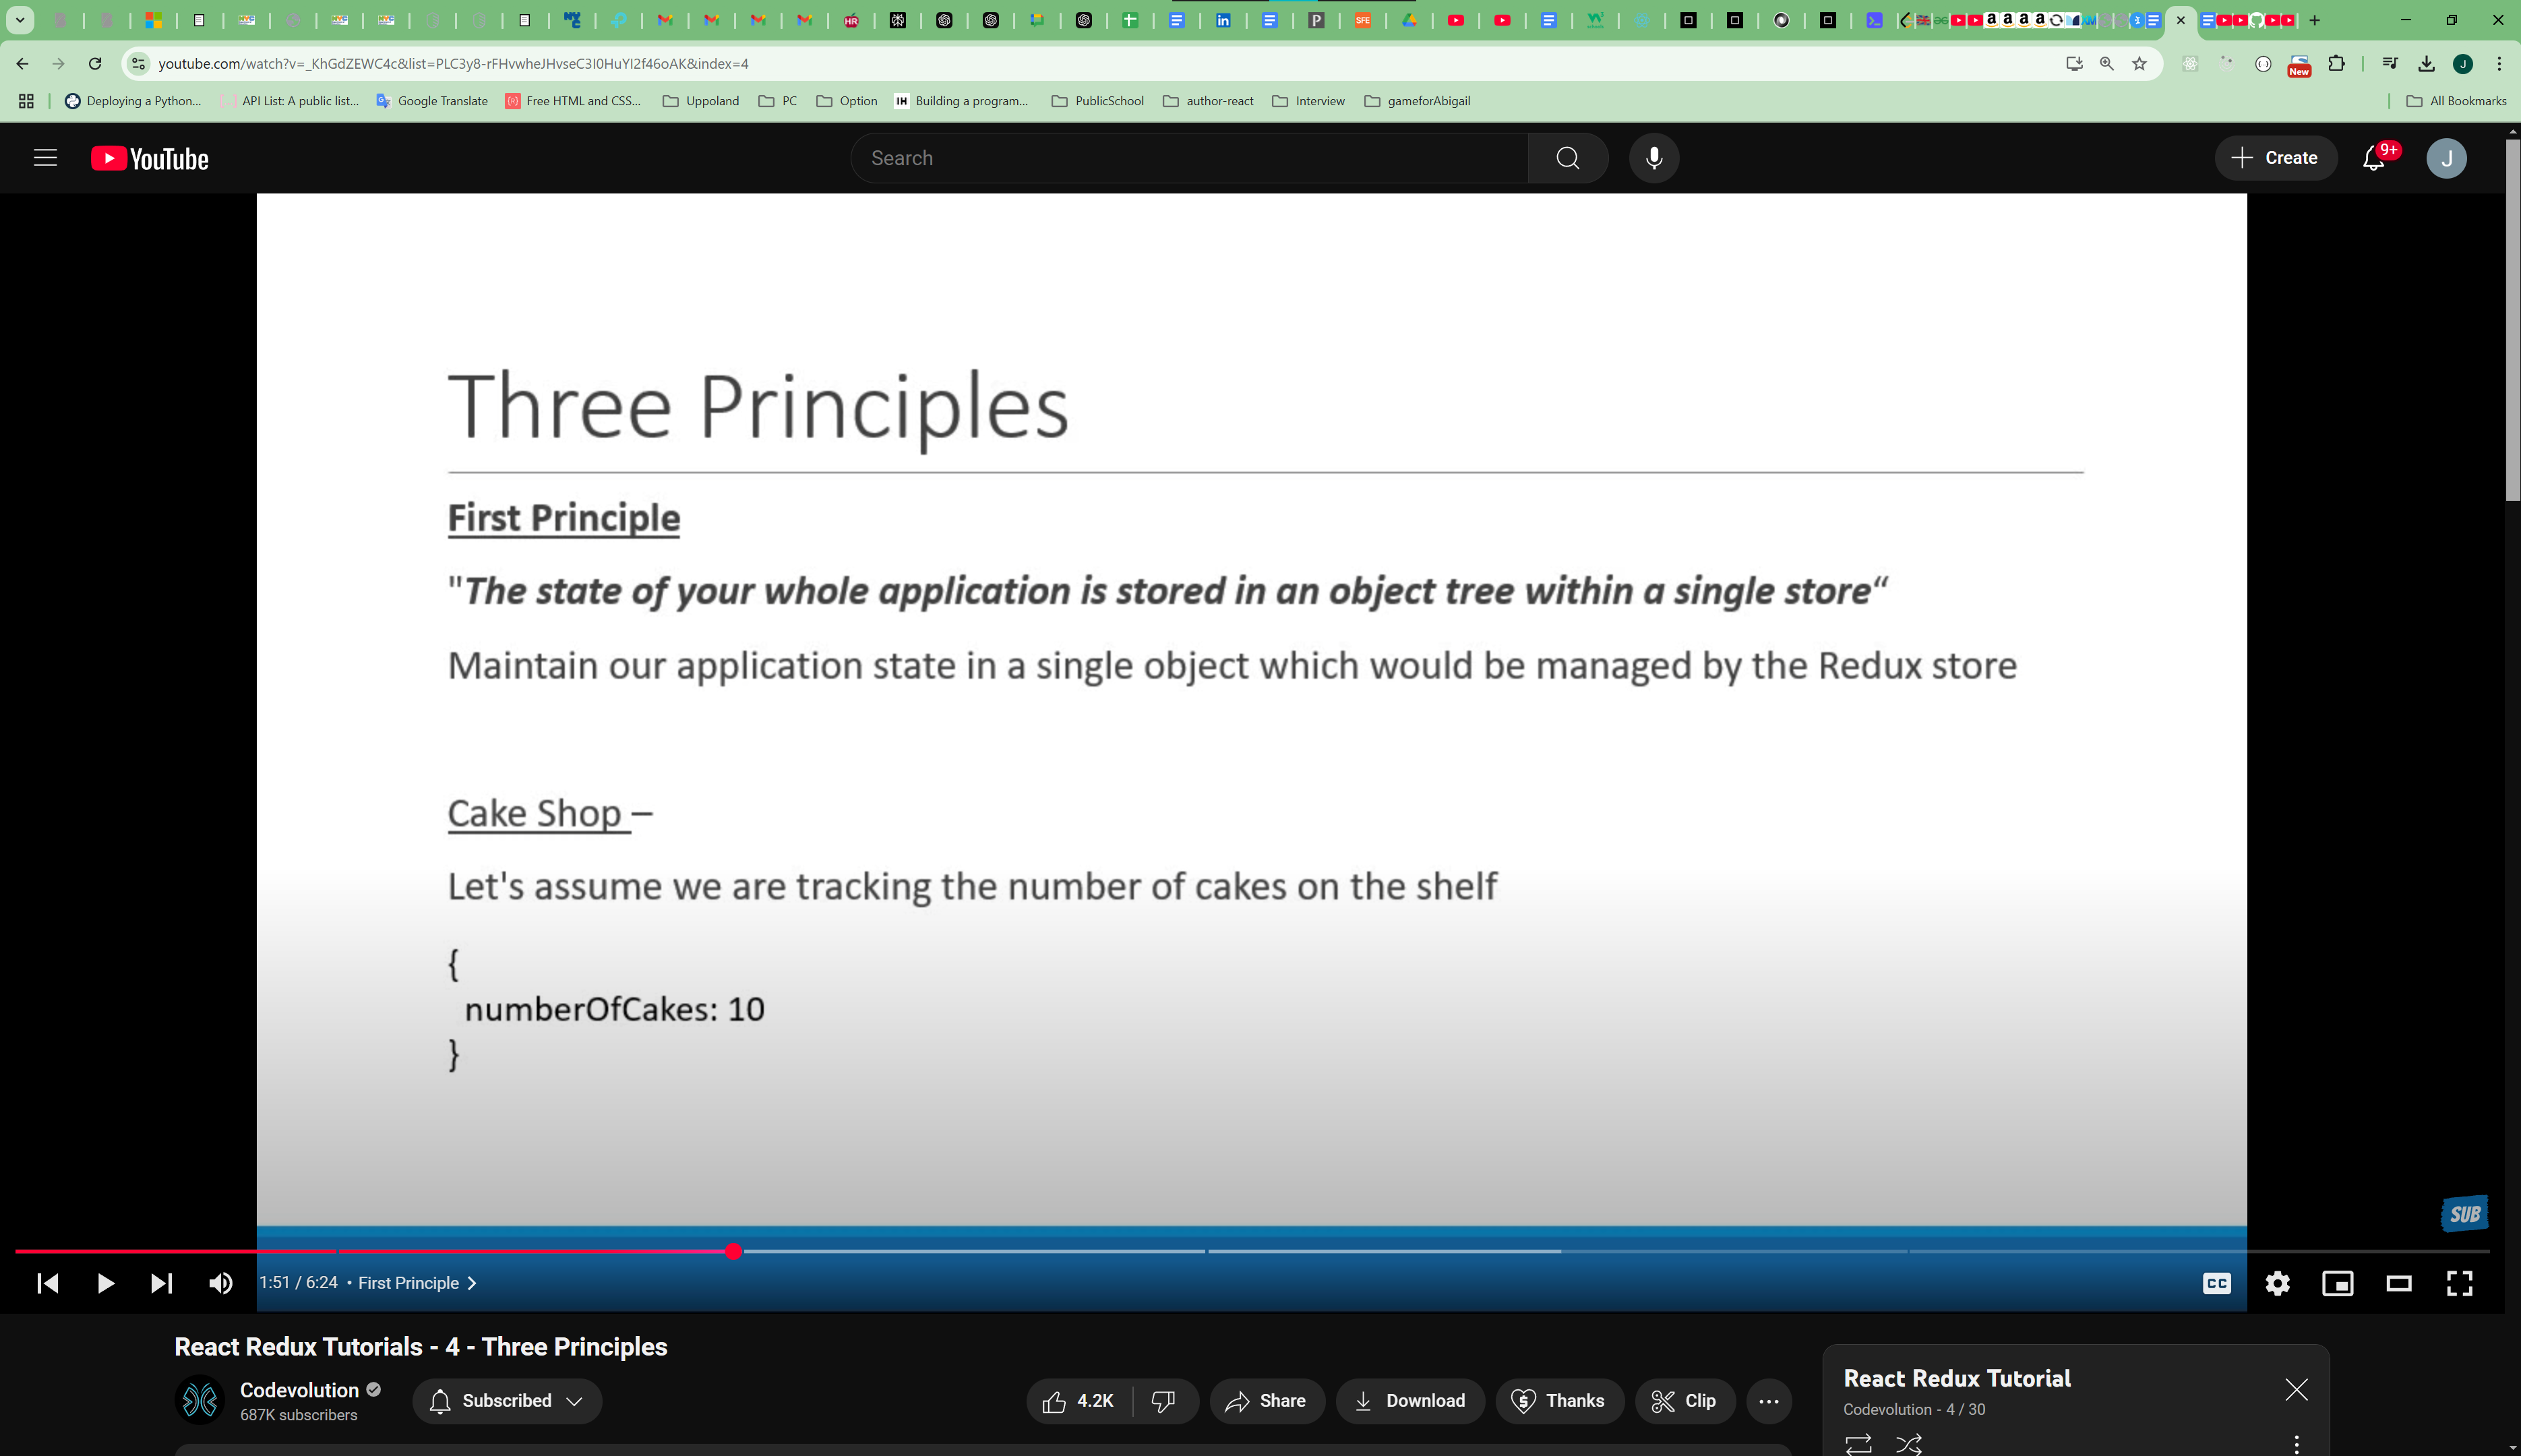 youtube.com/watch?v=_KhGdZEWC4c&list=PLC3y8-rFHvwheJHvseC3I0HuYI2f46oAK&index=4
New
J
Deploying a Python...
API List: A public list...
Google Translate
Free HTML and CSS...
Uppoland
PC
Option
IH
Building a program...
PublicSchool
author-react
Interview
gameforAbigail
All Bookmarks
YouTube
Search
Create
9+
J
Three Principles
First Principle
"The state of your whole application is stored in an object tree within a single store“
Maintain our application state in a single object which would be managed by the Redux store
Cake Shop –
Let's assume we are tracking the number of cakes on the shelf
{
numberOfCakes: 10
}
SUB
1:51 / 6:24 • First Principle
CC
React Redux Tutorials - 4 - Three Principles
Codevolution
687K subscribers
Subscribed
4.2K
Share
Download
Thanks
Clip
React Redux Tutorial
Codevolution - 4 / 30